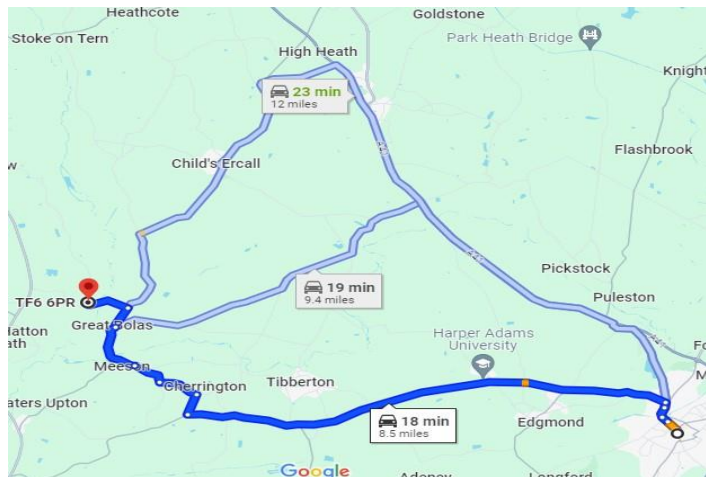 Heathcote
Goldstone
Stoke on Tern
Park Heath Bridge
High Heath
23 min
12 miles
Flashbrook
Child's Ercall
Pickstock
19 min
9.4 miles
Puleston
TF6 6PR
Great Bolas
Harper Adams
University
Meeson
Cherrington
Tibberton
18 min
8.5 miles
Edgmond
Google